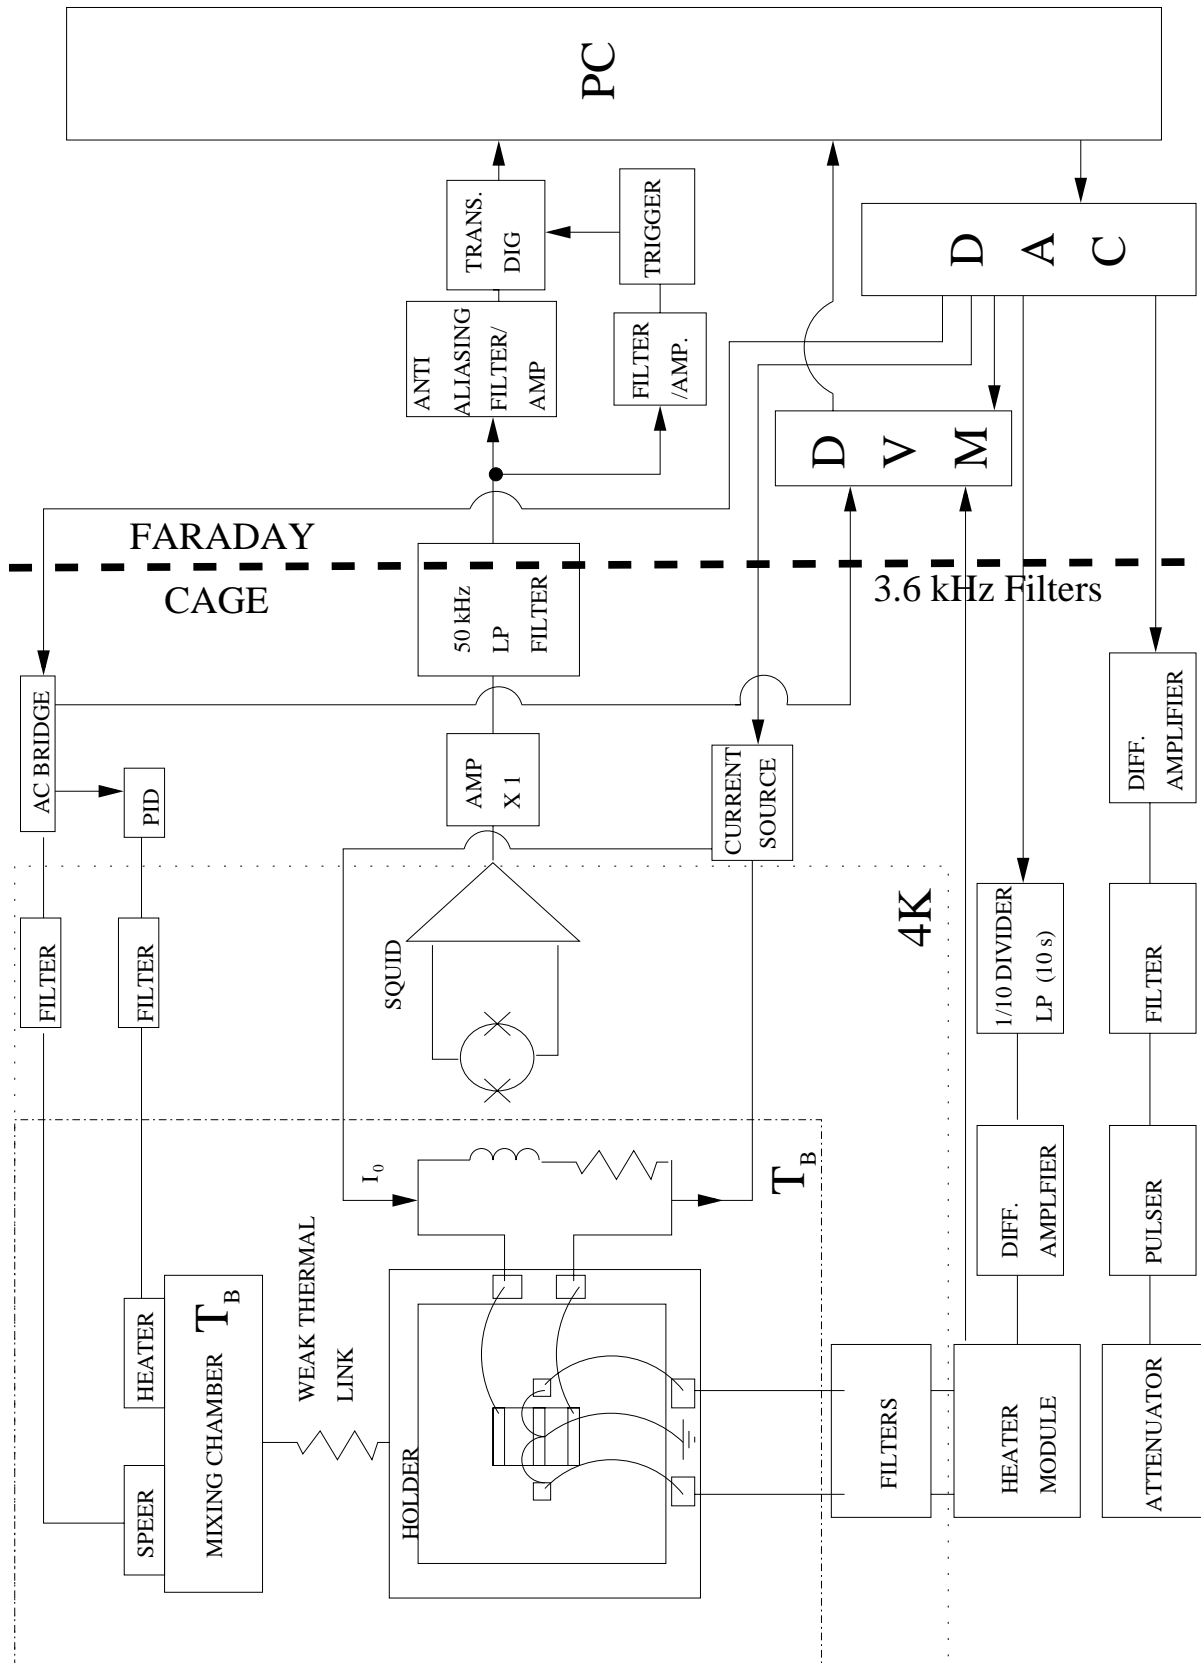 PC
TRANS.
DIG
TRIGGER
D A C
ANTI
ALIASING
FILTER/
AMP
FILTER
/AMP.
D V M
FARADAY
CAGE
50 kHz
LP
FILTER
3.6 kHz Filters
AC BRIDGE
PID
AMP
X 1
CURRENT
SOURCE
DIFF.
AMPLIFIER
4K
FILTER
FILTER
SQUID
1/10 DIVIDER
LP (10 s)
FILTER
I0
TB
DIFF.
AMPLFIER
PULSER
HEATER
SPEER
MIXING CHAMBER TB
WEAK THERMAL
LINK
HOLDER
FILTERS
HEATER
MODULE
ATTENUATOR